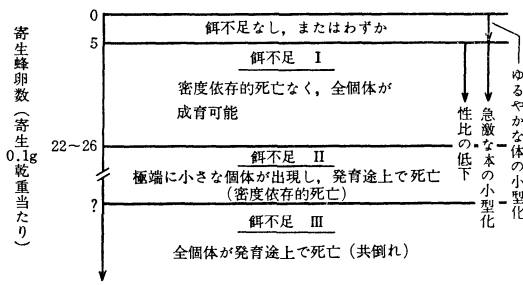 寄生蜂卵数（寄生0.1g乾重当たり）
0
餌不足なし，またはわずか
5
餌不足 Ⅰ
密度依存的死亡なく，全個体が
成育可能
22〜26
餌不足 Ⅱ
極端に小さな個体が出現し，発育途上で死亡
（密度依存的死亡）
?
餌不足 Ⅲ
全個体が発育途上で死亡（共倒れ）
性比の低下
急激な体の小型化
ゆるやかな体の小型化